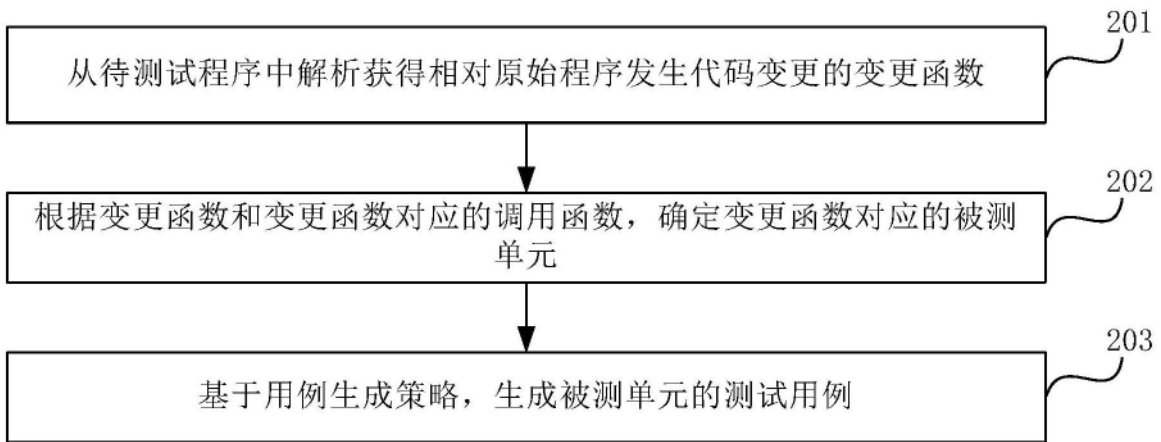 201
从待测试程序中解析获得相对原始程序发生代码变更的变更函数
202
根据变更函数和变更函数对应的调用函数，确定变更函数对应的被测
单元
203
基于用例生成策略，生成被测单元的测试用例